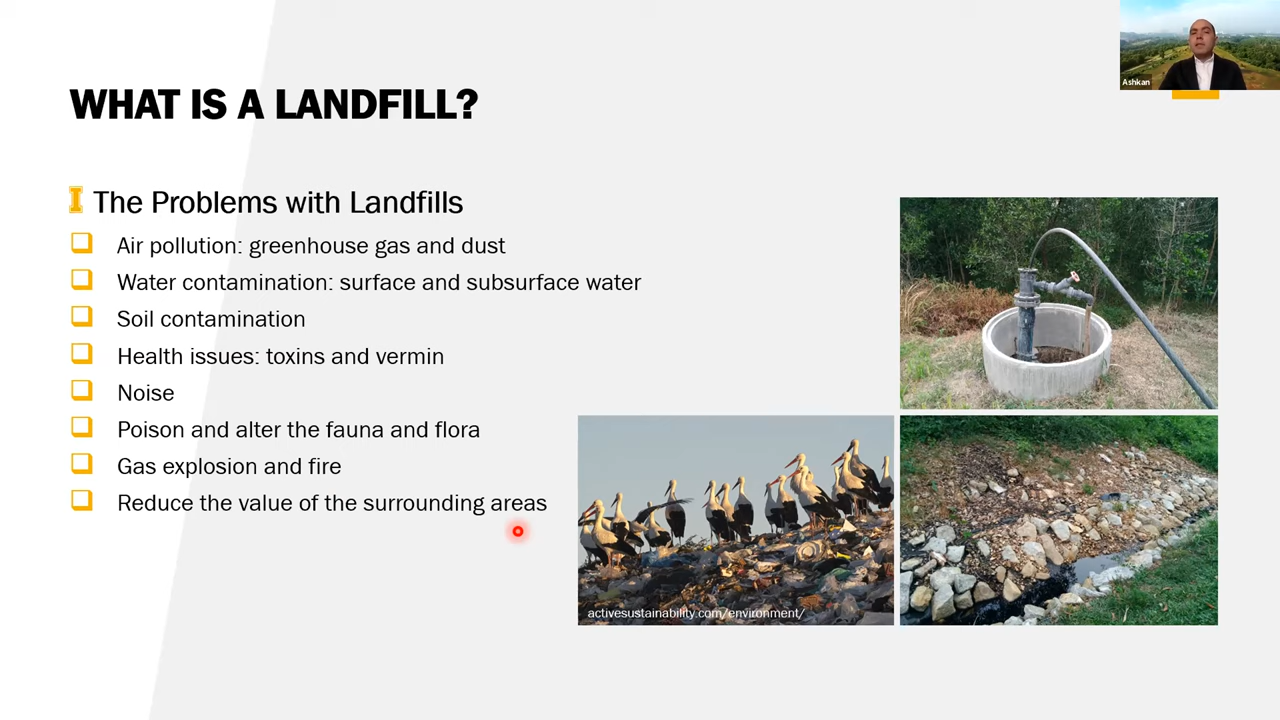 Ashkan
WHAT IS A LANDFILL?
The Problems with Landfills
Air pollution: greenhouse gas and dust
Water contamination: surface and subsurface water
Soil contamination
Health issues: toxins and vermin
Noise
Poison and alter the fauna and flora
Gas explosion and fire
Reduce the value of the surrounding areas
activesustainability.com/environment/